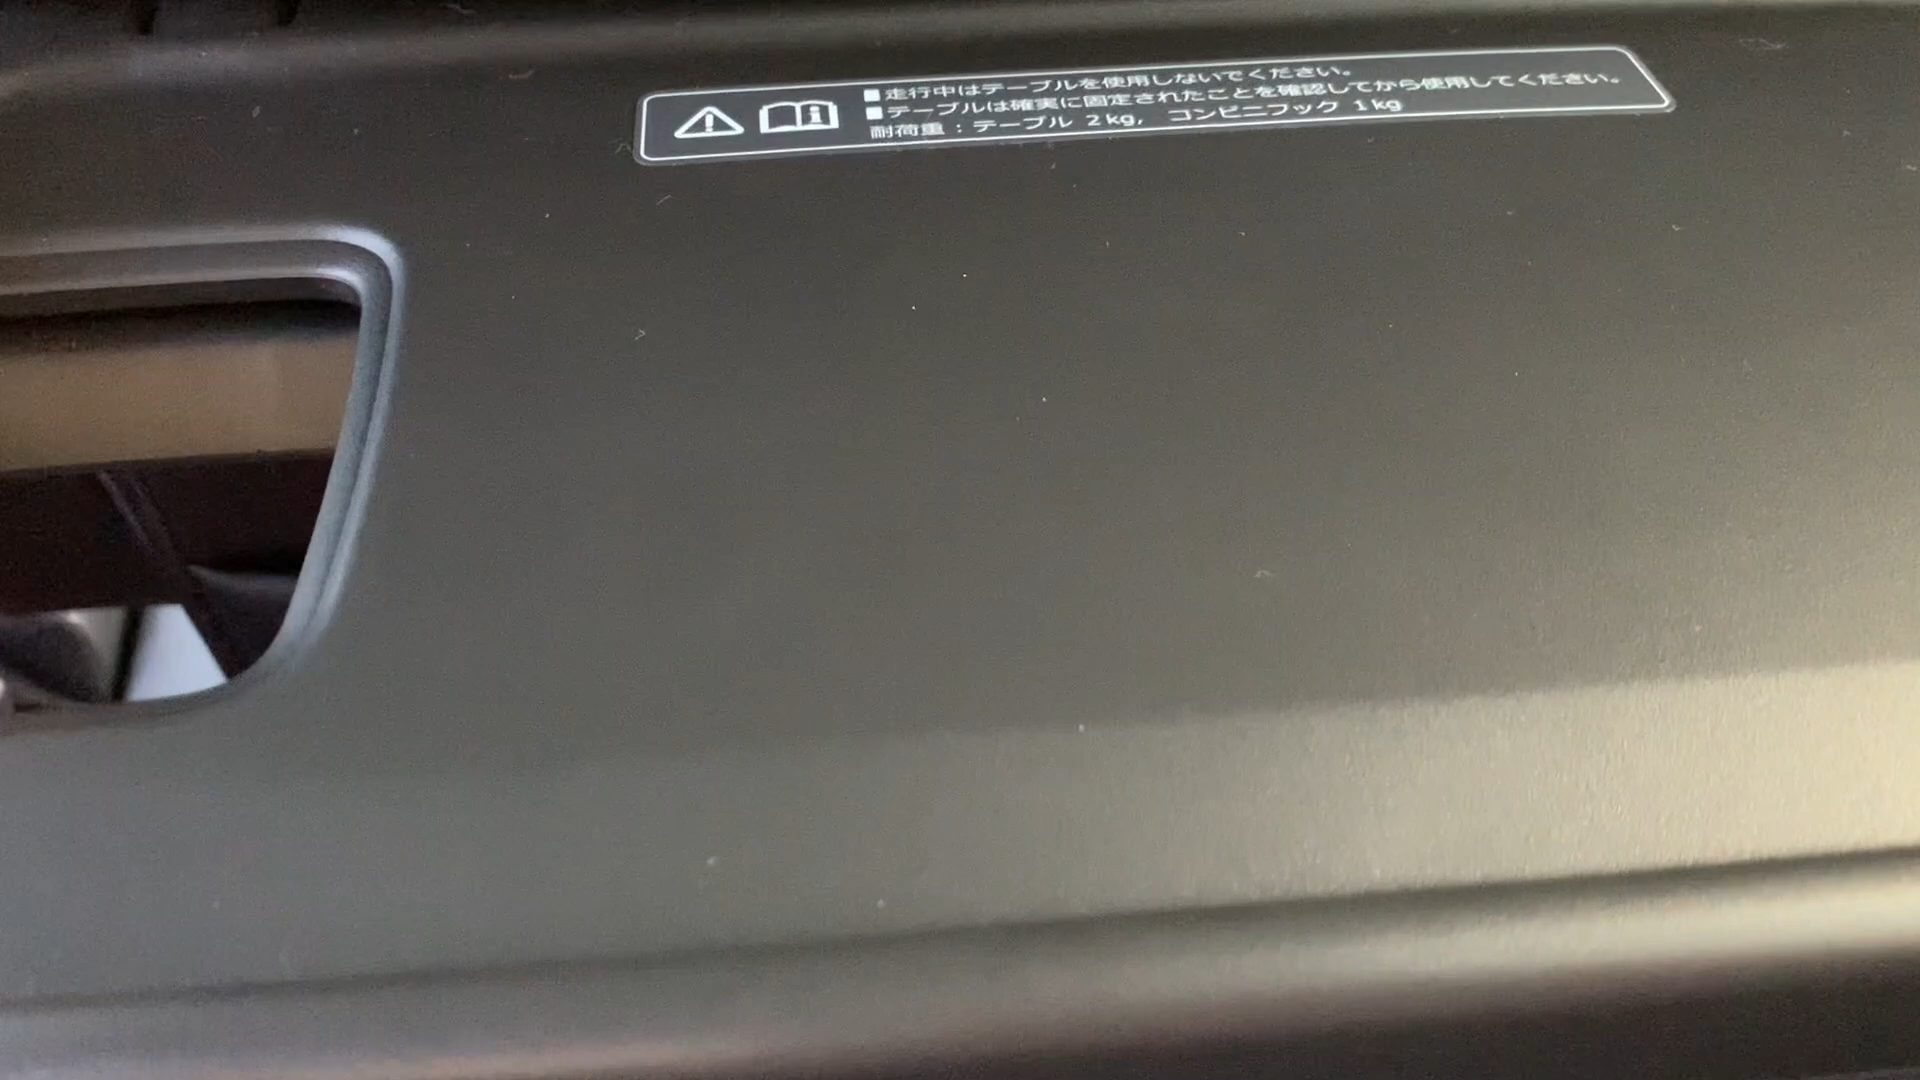 ■走行中はテーブルを使用しないでください。
■テーブルは確実に固定されたことを確認してから使用してください。
耐荷重：テーブル 2kg, コンビニフック 1kg